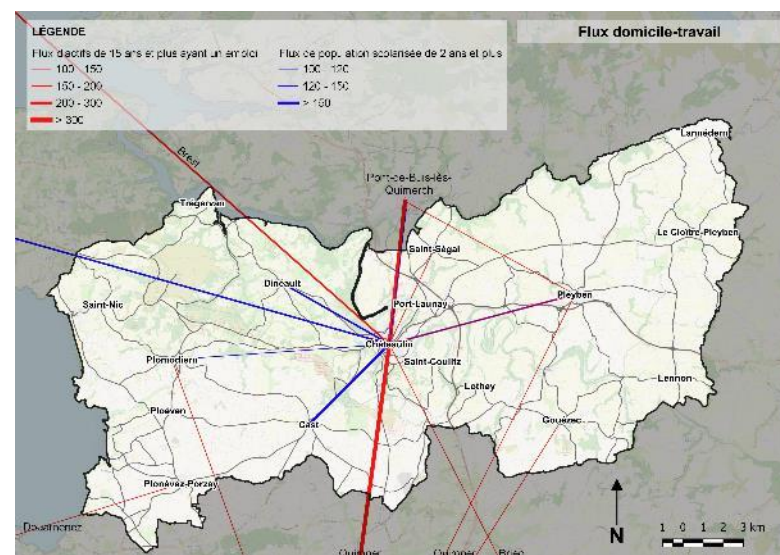 LÉGENDE
Flux d'actifs de 15 ans et plus ayant un emploi
100 - 150
150 - 200
200 - 300
> 300
Flux de population scolarisée de 2 ans et plus
100 - 120
120 - 150
> 150
Flux domicile-travail
Brest
Lannédern
Pont-de-Buis-lès-
Quimerch
Trégarvan
Le Cloître-Pleyben
Saint-Ségal
Dinéault
Pleyben
Saint-Nic
Port-Launay
Châteaulin
Plomodiern
Saint-Coulitz
Lothey
Lennon
Ploéven
Gouézec
Cast
Plonévez-Porzay
Douarnenez
N
1 0 1 2 3 km
Quimper
Quimper
Briec